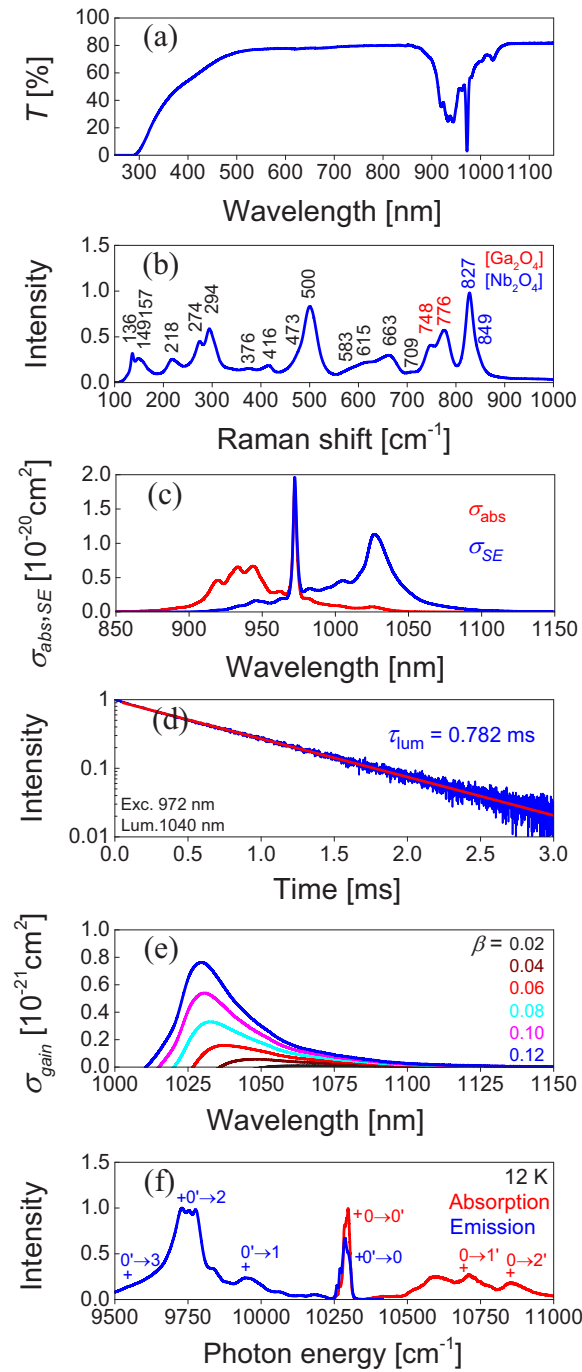 (a)
T [%]
100
80
60
40
20
0
300 400 500 600 700 800 900 1000 1100
Wavelength [nm]
(b)
Intensity
1.5
1.0
0.5
0.0
136
149
157
218
274
294
376
416
473
500
583
615
663
709
748
776
827
849
[Ga₂O₄]
[Nb₂O₄]
100 200 300 400 500 600 700 800 900 1000
Raman shift [cm⁻¹]
(c)
σabs,SE [10⁻²⁰cm²]
2.0
1.5
1.0
0.5
0.0
σabs
σSE
850 900 950 1000 1050 1100 1150
Wavelength [nm]
(d)
Intensity
1
0.1
0.01
τlum = 0.782 ms
Exc. 972 nm
Lum.1040 nm
0.0 0.5 1.0 1.5 2.0 2.5 3.0
Time [ms]
(e)
σgain [10⁻²¹cm²]
1.0
0.8
0.6
0.4
0.2
0.0
β = 0.02
0.04
0.06
0.08
0.10
0.12
1000 1025 1050 1075 1100 1125 1150
Wavelength [nm]
(f)
Intensity
1.5
1.0
0.5
0.0
12 K
Absorption
Emission
0'→3
+
+0'→2
0'→1
+
+0→0'
+0'→0
0→1'
+
0→2'
+
9500 9750 10000 10250 10500 10750 11000
Photon energy [cm⁻¹]